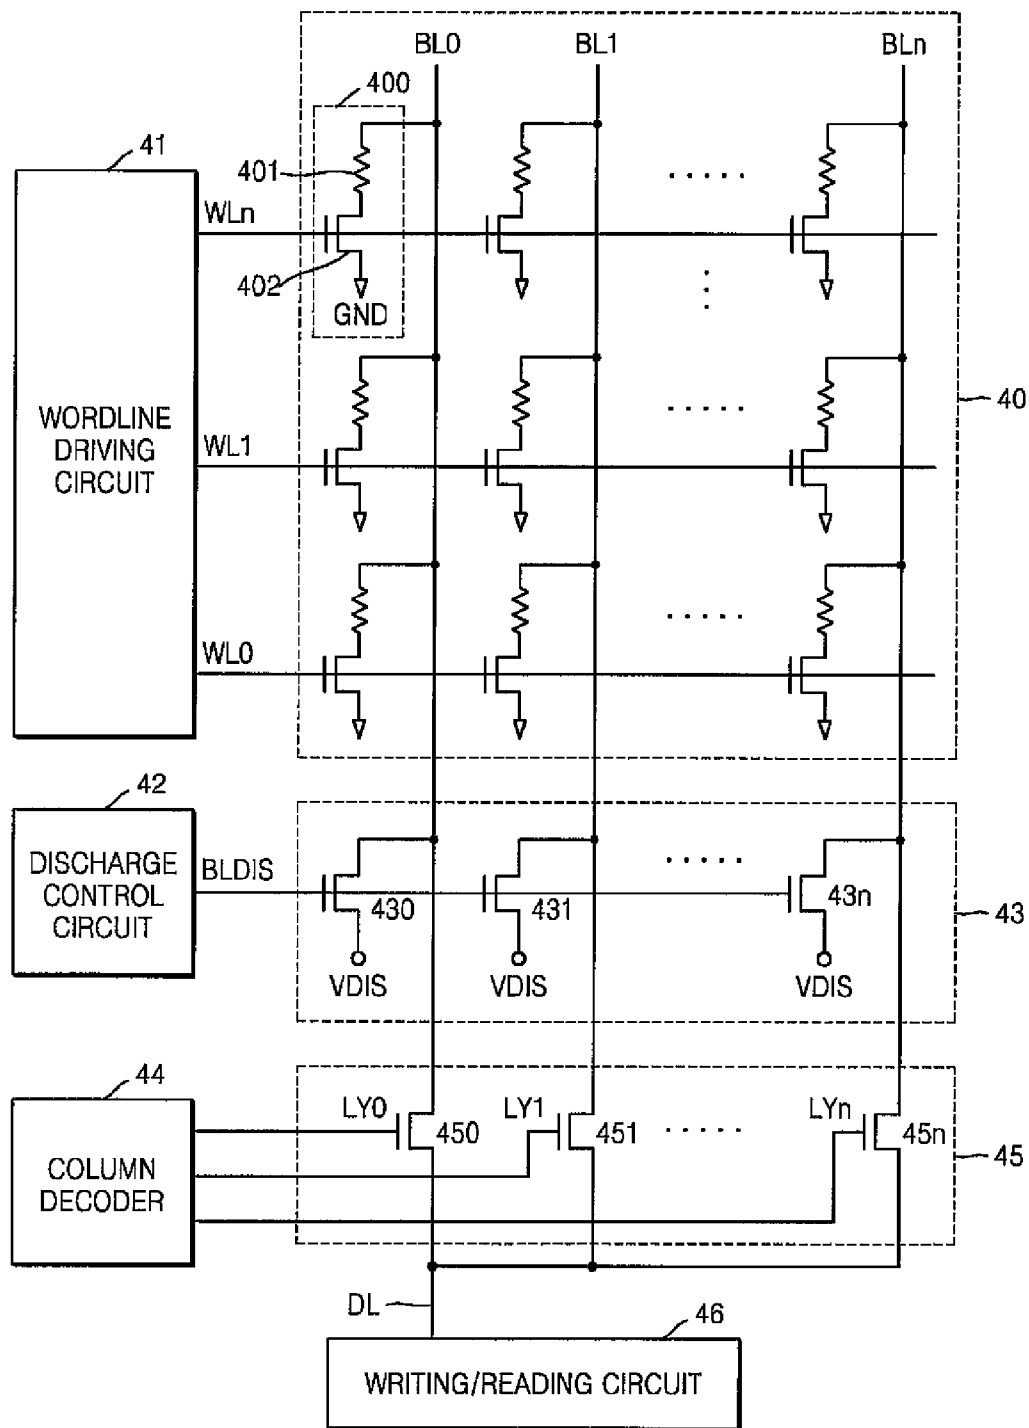 BL0 BL1 BLn
400
41
401
WLn
402
GND
40
WORDLINE
DRIVING
CIRCUIT
WL1
WL0
42
DISCHARGE
CONTROL
CIRCUIT
BLDIS
430 431 43n
43
VDIS VDIS VDIS
44
LY0 LY1 LYn
450 451 45n
45
COLUMN
DECODER
DL
46
WRITING/READING CIRCUIT